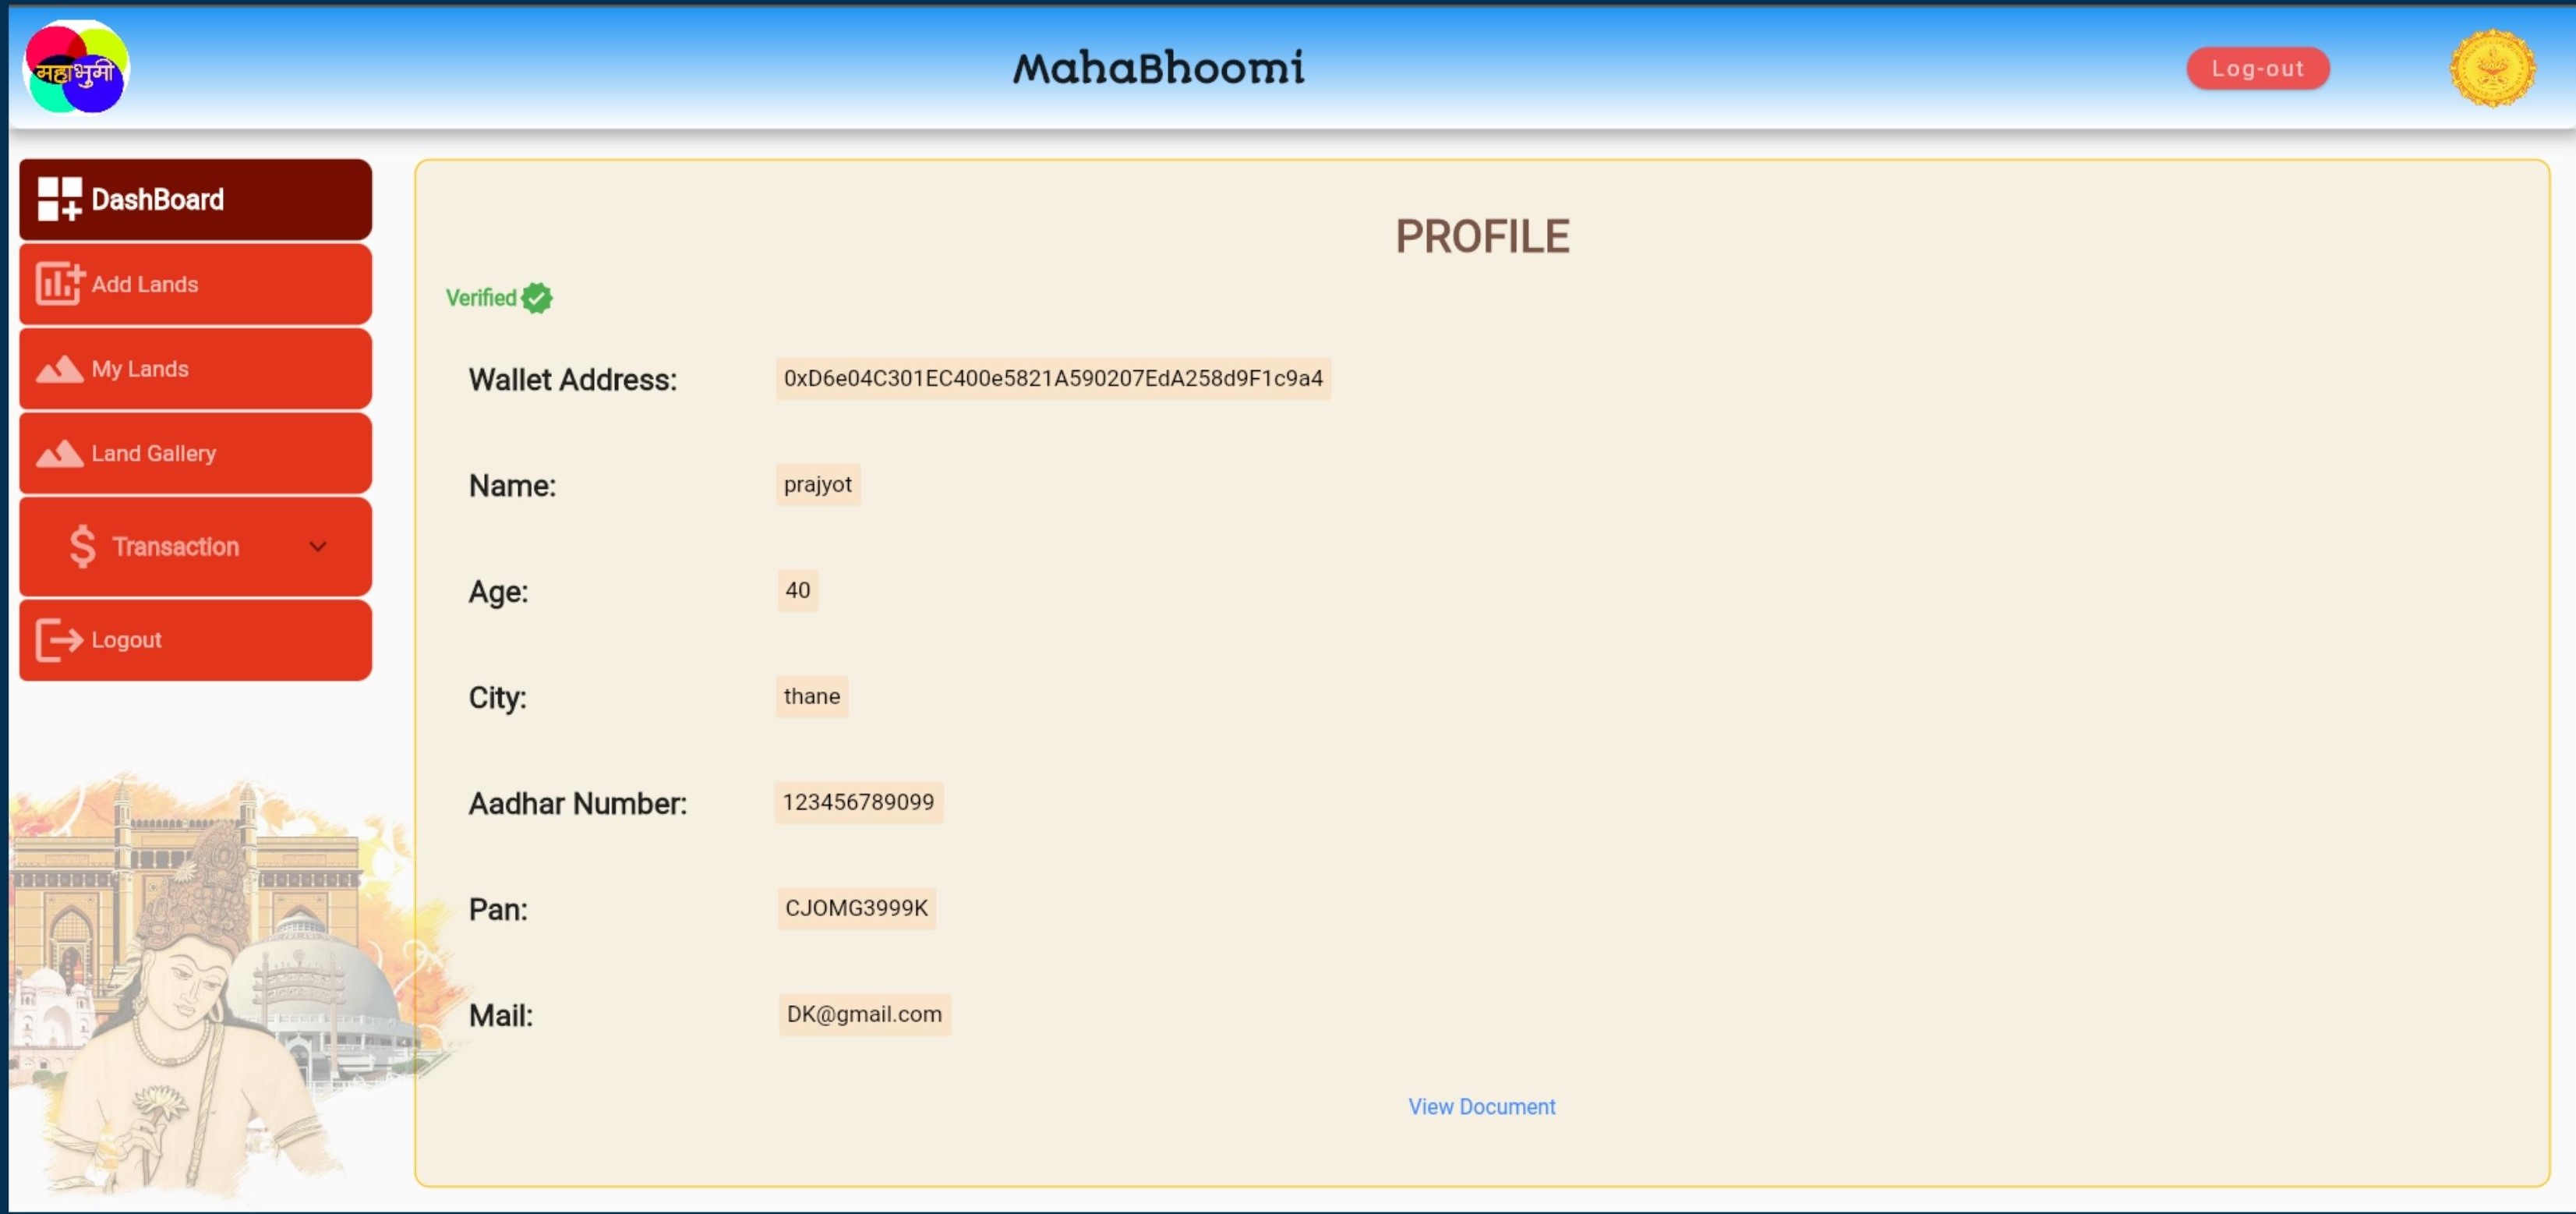 महाभुमी
MahaBhoomi
Log-out
DashBoard
Add Lands
My Lands
Land Gallery
$ Transaction
Logout
PROFILE
Verified
Wallet Address: 0xD6e04C301EC400e5821A590207EdA258d9F1c9a4
Name: prajyot
Age: 40
City: thane
Aadhar Number: 123456789099
Pan: CJOMG3999K
Mail: DK@gmail.com
View Document